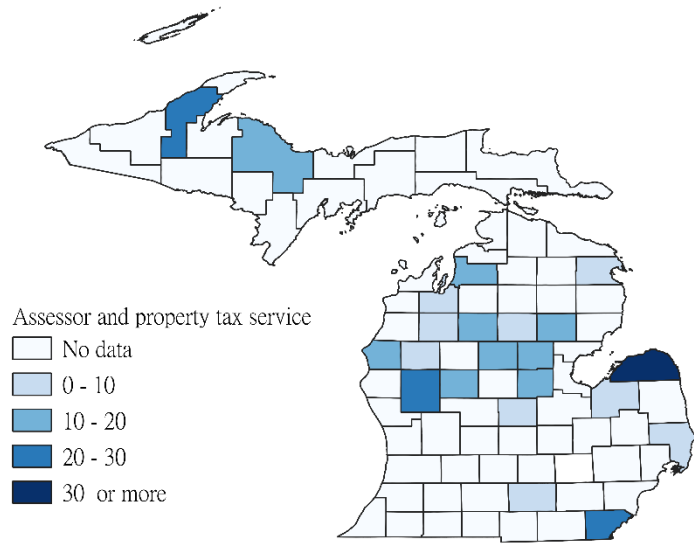 Assessor and property tax service
No data
0 - 10
10 - 20
20 - 30
30 or more